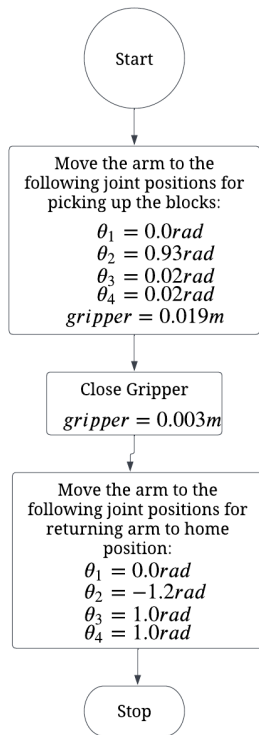 Start
Move the arm to the
following joint positions for
picking up the blocks:
θ₁ = 0.0rad
θ₂ = 0.93rad
θ₃ = 0.02rad
θ₄ = 0.02rad
gripper = 0.019m
Close Gripper
gripper = 0.003m
Move the arm to the
following joint positions for
returning arm to home
position:
θ₁ = 0.0rad
θ₂ = −1.2rad
θ₃ = 1.0rad
θ₄ = 1.0rad
Stop